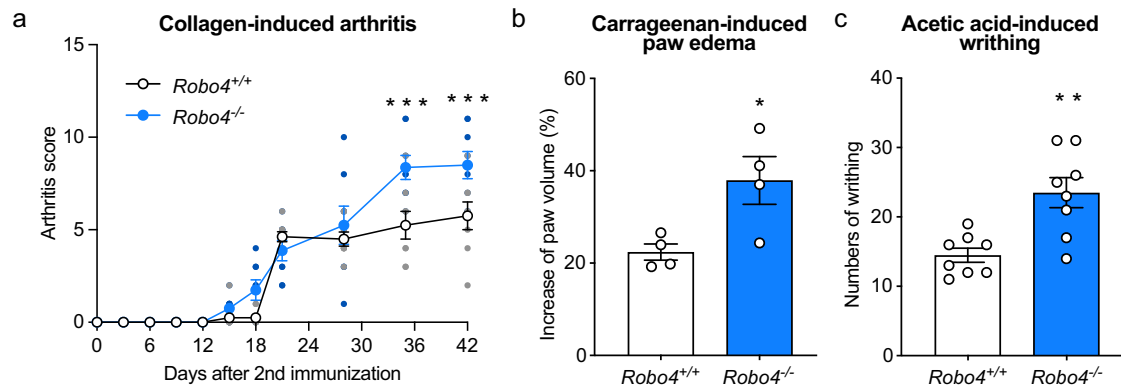 a
Collagen-induced arthritis
15
10
5
0
Arthritis score
Robo4+/+
Robo4-/-
* * *
* * *
0 6 12 18 24 30 36 42
Days after 2nd immunization
b
Carrageenan-induced
paw edema
60
40
20
0
Increase of paw volume (%)
*
Robo4+/+ Robo4-/-
c
Acetic acid-induced
writhing
40
30
20
10
0
Numbers of writhing
* *
Robo4+/+ Robo4-/-